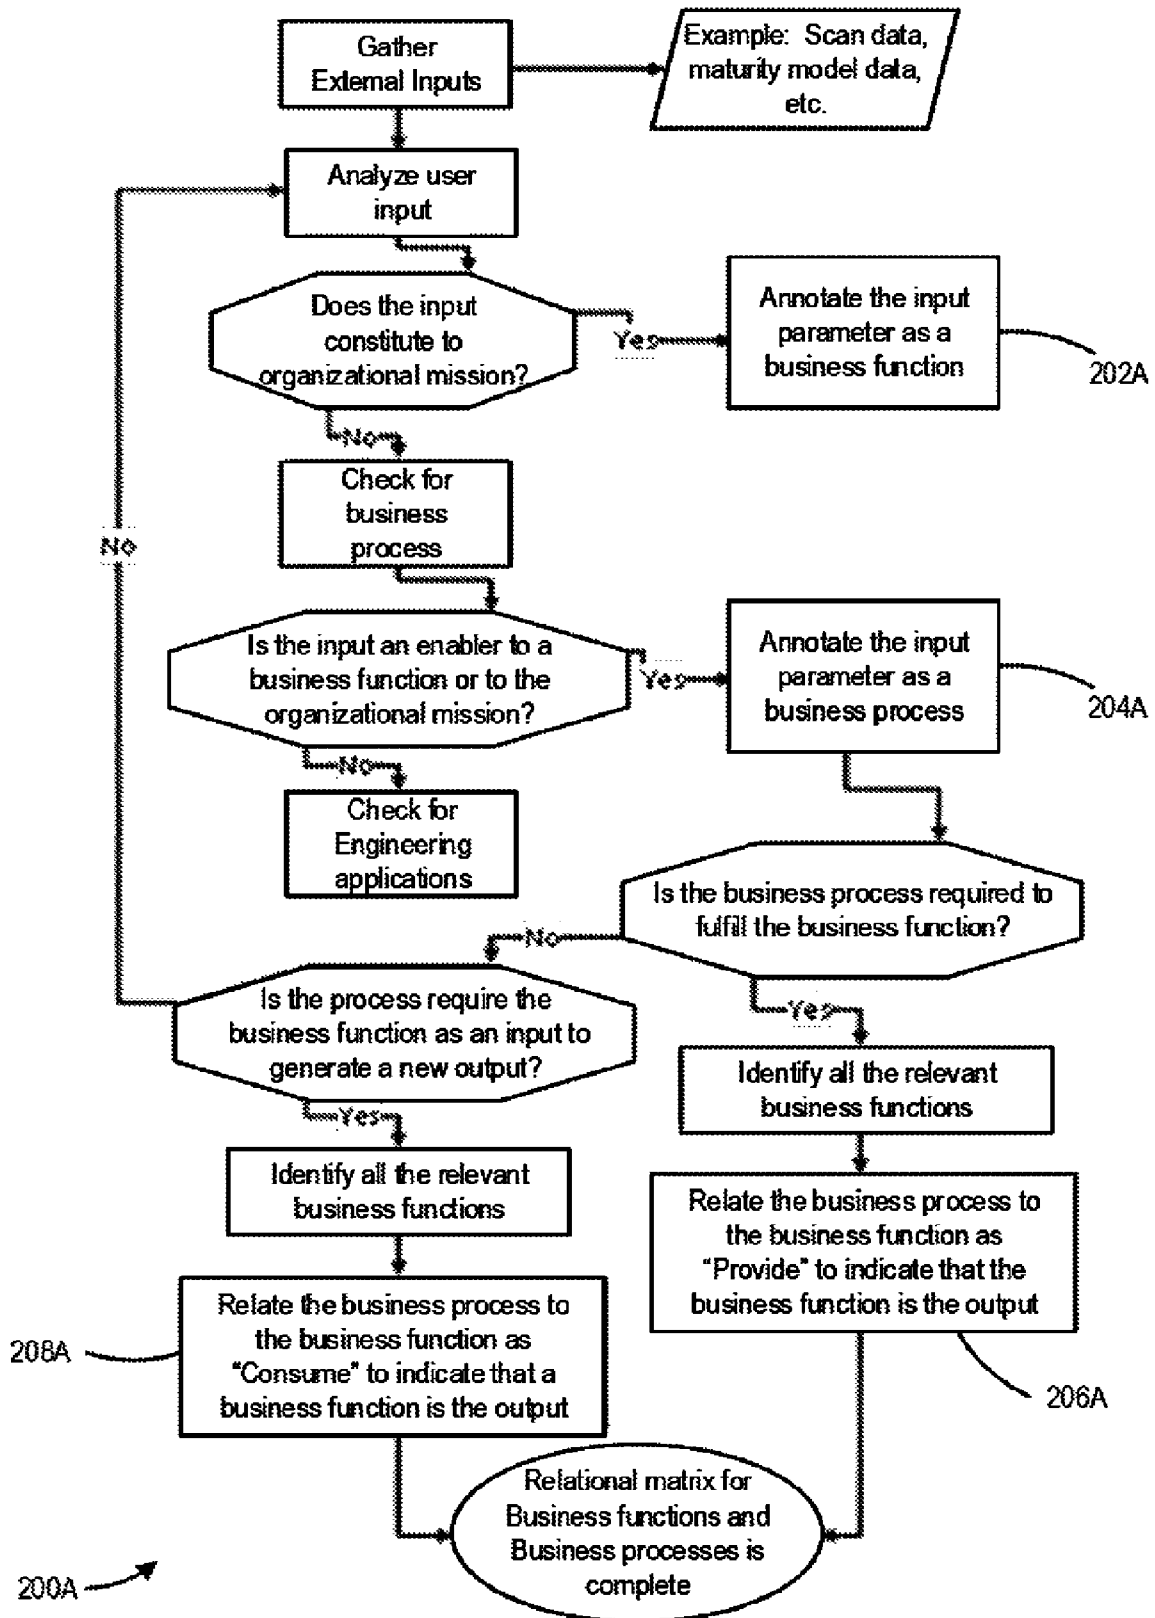 Gather
External Inputs
Example: Scan data,
maturity model data,
etc.
Analyze user
input
Does the input
constitute to
organizational mission?
Yes
Annotate the input
parameter as a
business function
202A
No
Check for
business
process
No
Is the input an enabler to a
business function or to the
organizational mission?
Yes
Annotate the input
parameter as a
business process
204A
No
Check for
Engineering
applications
Is the business process required to
fulfill the business function?
No
Is the process require the
business function as an input to
generate a new output?
Yes
Identify all the relevant
business functions
Yes
Identify all the relevant
business functions
Relate the business process to
the business function as
"Provide" to indicate that the
business function is the output
206A
Relate the business process to
the business function as
"Consume" to indicate that a
business function is the output
208A
Relational matrix for
Business functions and
Business processes is
complete
200A